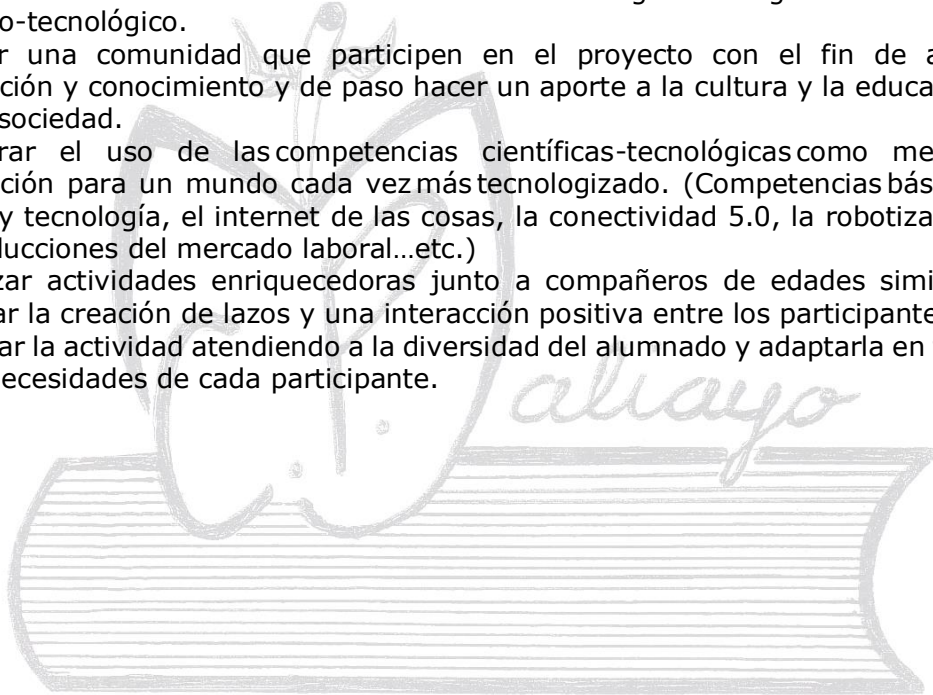 o-tecnológico.
r una comunidad que participen en el proyecto con el fin de a
ción y conocimiento y de paso hacer un aporte a la cultura y la educa
sociedad.
rar el uso de las competencias científicas-tecnológicas como me
ción para un mundo cada vez más tecnologizado. (Competencias bás
y tecnología, el internet de las cosas, la conectividad 5.0, la robotiza
ducciones del mercado laboral...etc.)
zar actividades enriquecedoras junto a compañeros de edades simi
ar la creación de lazos y una interacción positiva entre los participante
ar la actividad atendiendo a la diversidad del alumnado y adaptarla en
ecesidades de cada participante.